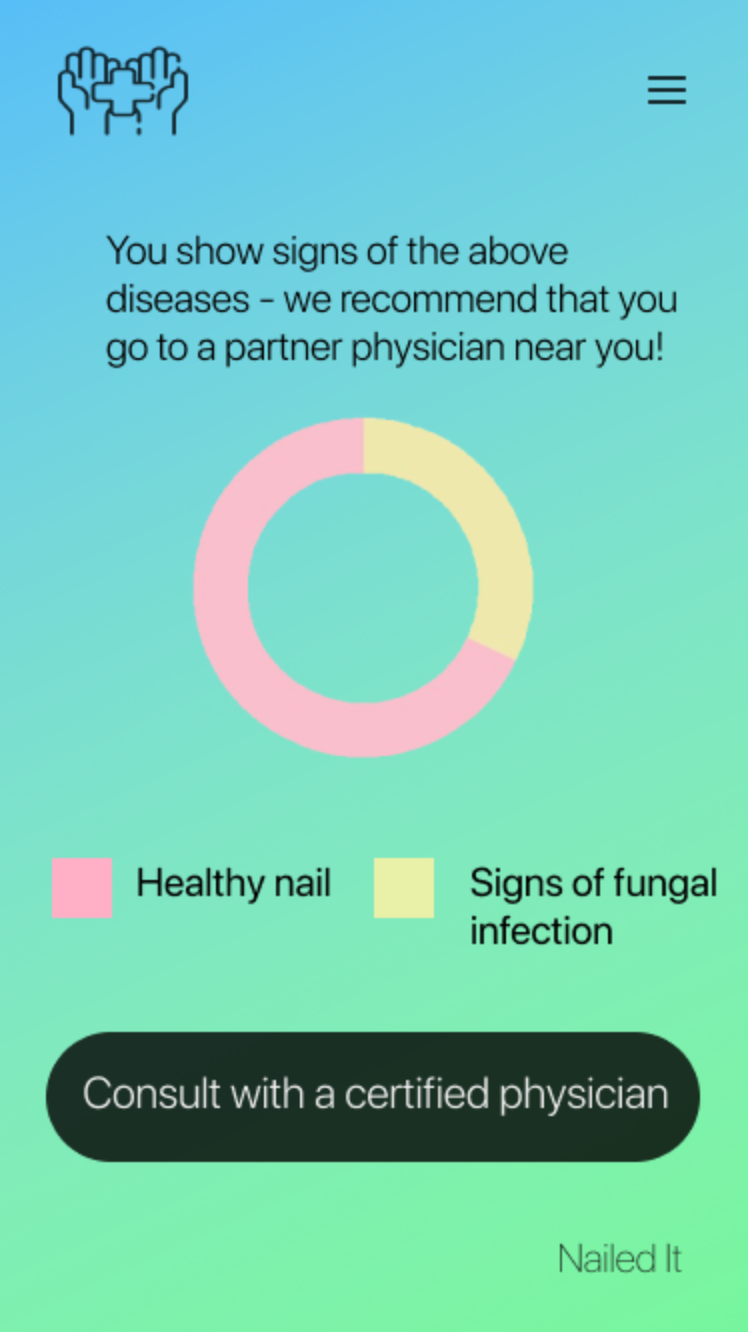 You show signs of the above
diseases - we recommend that you
go to a partner physician near you!
Healthy nail
Signs of fungal
infection
Consult with a certified physician
Nailed It